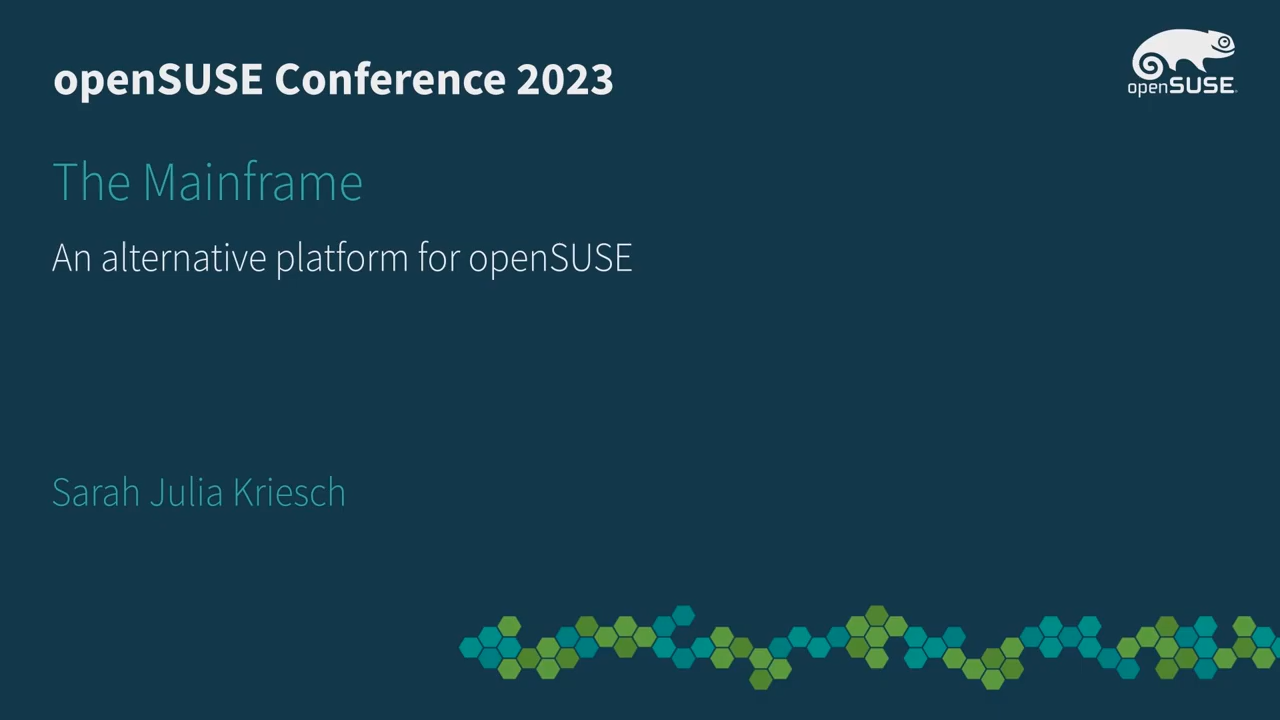 openSUSE Conference 2023
openSUSE
The Mainframe
An alternative platform for openSUSE
Sarah Julia Kriesch